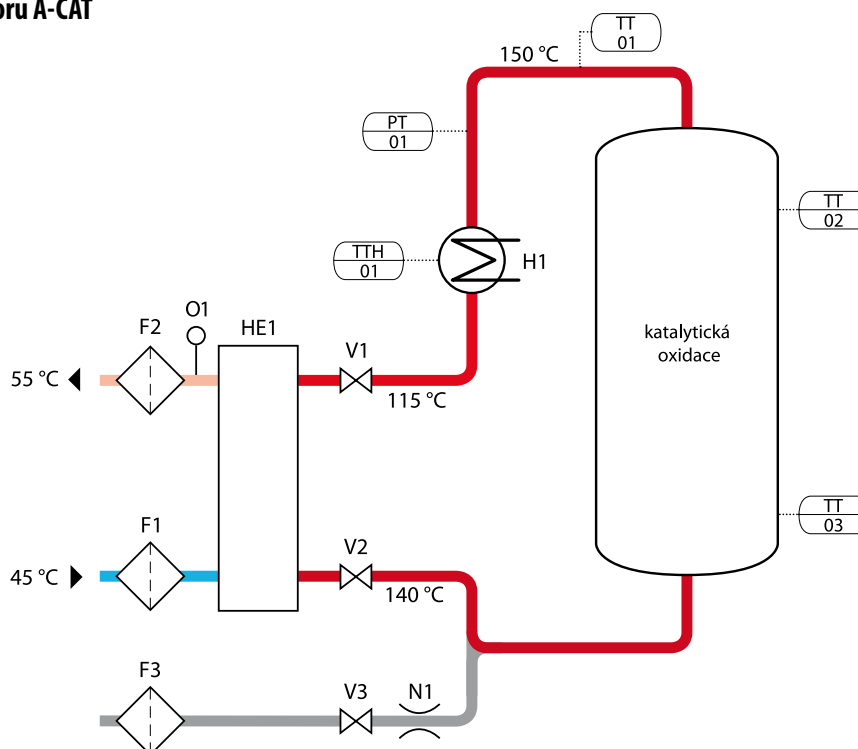 oru A-CAT
TT
01
150 °C
PT
01
TT
02
TTH
01
H1
O1
F2
HE1
V1
katalytická
oxidace
55 °C
115 °C
TT
03
F1
V2
45 °C
140 °C
F3
V3
N1